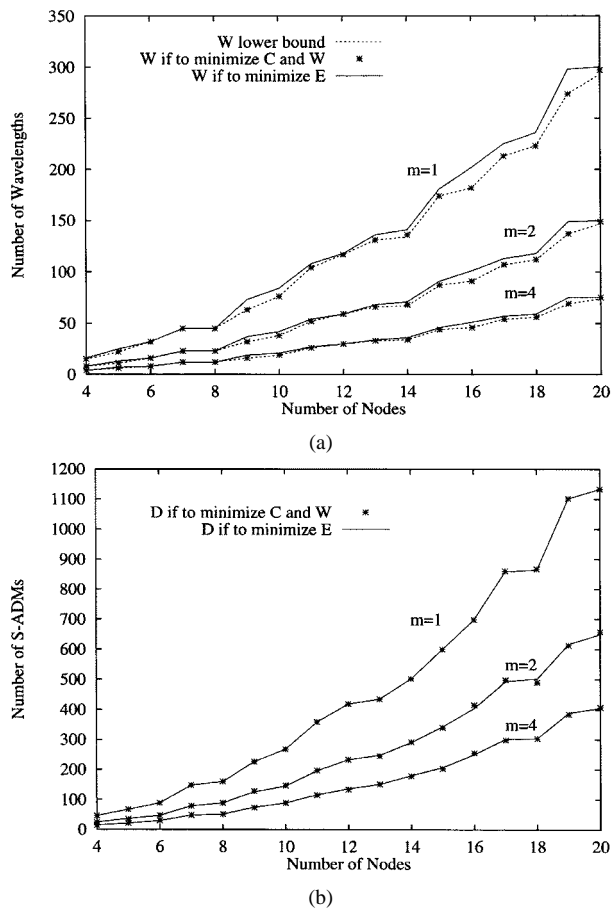 350
300
250
200
150
100
50
0
Number of Wavelengths
W lower bound
W if to minimize C and W
W if to minimize E
m=1
m=2
m=4
4 6 8 10 12 14 16 18 20
Number of Nodes
(a)
1200
1100
1000
900
800
700
600
500
400
300
200
100
0
Number of S-ADMs
D if to minimize C and W
D if to minimize E
m=1
m=2
m=4
4 6 8 10 12 14 16 18 20
Number of Nodes
(b)